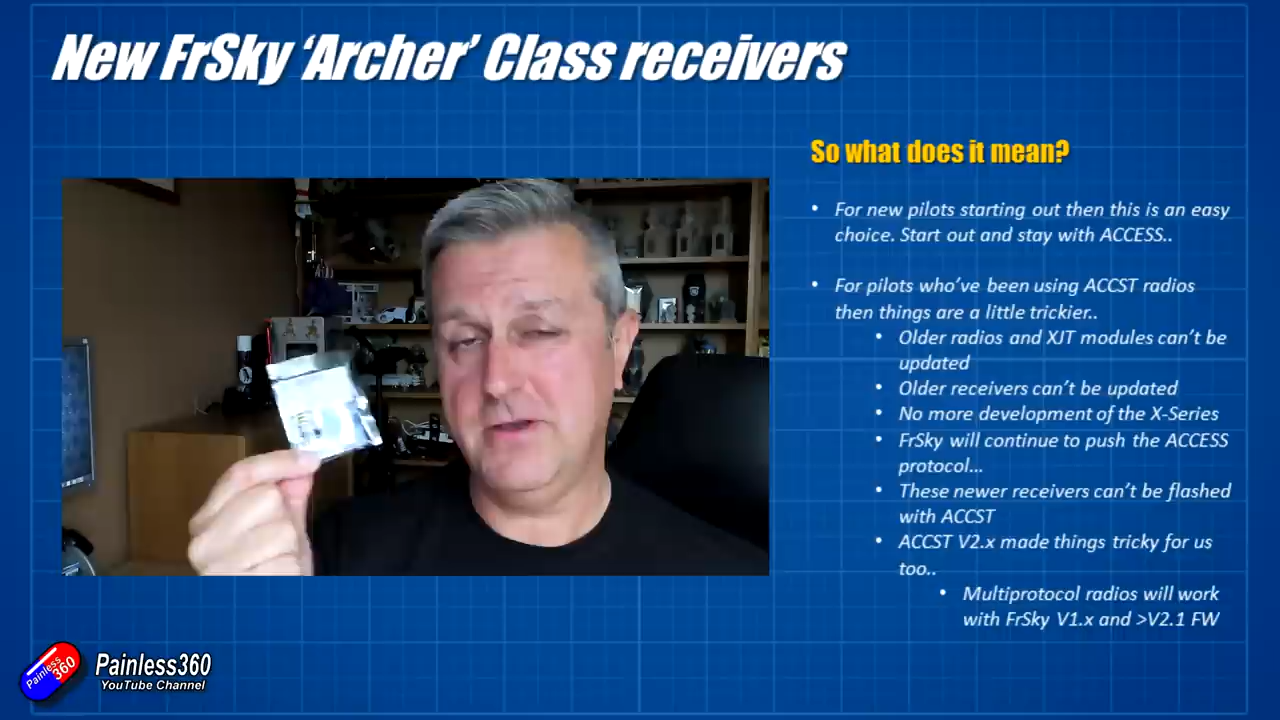 New FrSky ‘Archer’ Class receivers
So what does it mean?
• For new pilots starting out then this is an easy
choice. Start out and stay with ACCESS..
• For pilots who’ve been using ACCST radios
then things are a little trickier..
• Older radios and XJT modules can’t be
updated
• Older receivers can’t be updated
• No more development of the X-Series
• FrSky will continue to push the ACCESS
protocol…
• These newer receivers can’t be flashed
with ACCST
• ACCST V2.x made things tricky for us
too..
• Multiprotocol radios will work
with FrSky V1.x and >V2.1 FW
Painless
360
Painless360
YouTube Channel